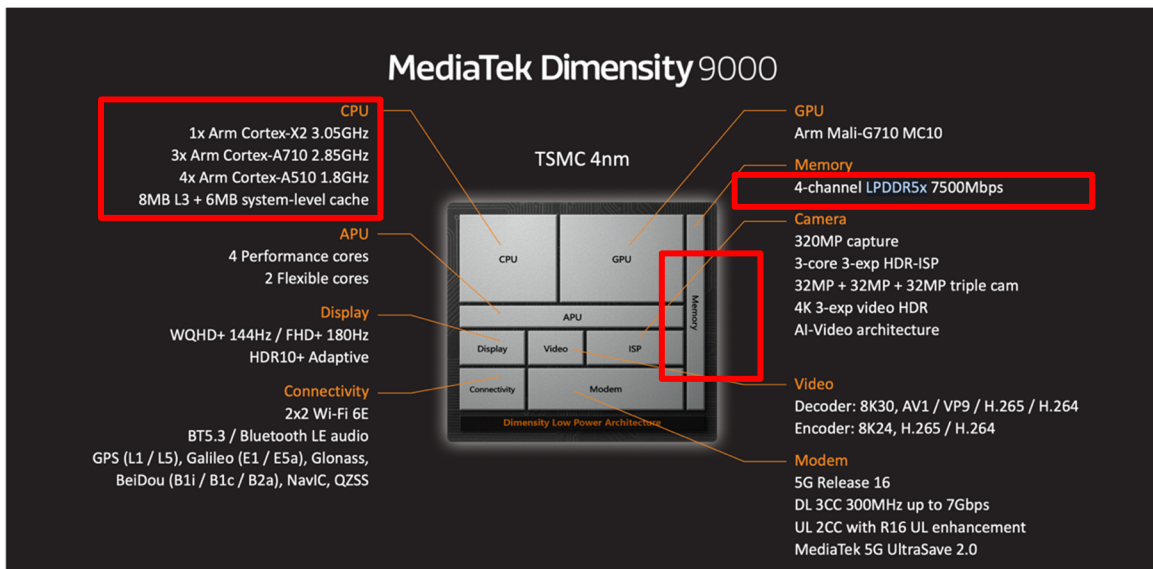 MediaTek Dimensity 9000
CPU
1x Arm Cortex-X2 3.05GHz
3x Arm Cortex-A710 2.85GHz
4x Arm Cortex-A510 1.8GHz
8MB L3 + 6MB system-level cache
APU
4 Performance cores
2 Flexible cores
Display
WQHD+ 144Hz / FHD+ 180Hz
HDR10+ Adaptive
Connectivity
2x2 Wi-Fi 6E
BT5.3 / Bluetooth LE audio
GPS (L1 / L5), Galileo (E1 / E5a), Glonass,
BeiDou (B1i / B1c / B2a), NavIC, QZSS
TSMC 4nm
CPU
GPU
Memory
APU
Display
Video
ISP
Connectivity
Modem
Dimensity Low Power Architecture
GPU
Arm Mali-G710 MC10
Memory
4-channel LPDDR5x 7500Mbps
Camera
320MP capture
3-core 3-exp HDR-ISP
32MP + 32MP + 32MP triple cam
4K 3-exp video HDR
AI-Video architecture
Video
Decoder: 8K30, AV1 / VP9 / H.265 / H.264
Encoder: 8K24, H.265 / H.264
Modem
5G Release 16
DL 3CC 300MHz up to 7Gbps
UL 2CC with R16 UL enhancement
MediaTek 5G UltraSave 2.0